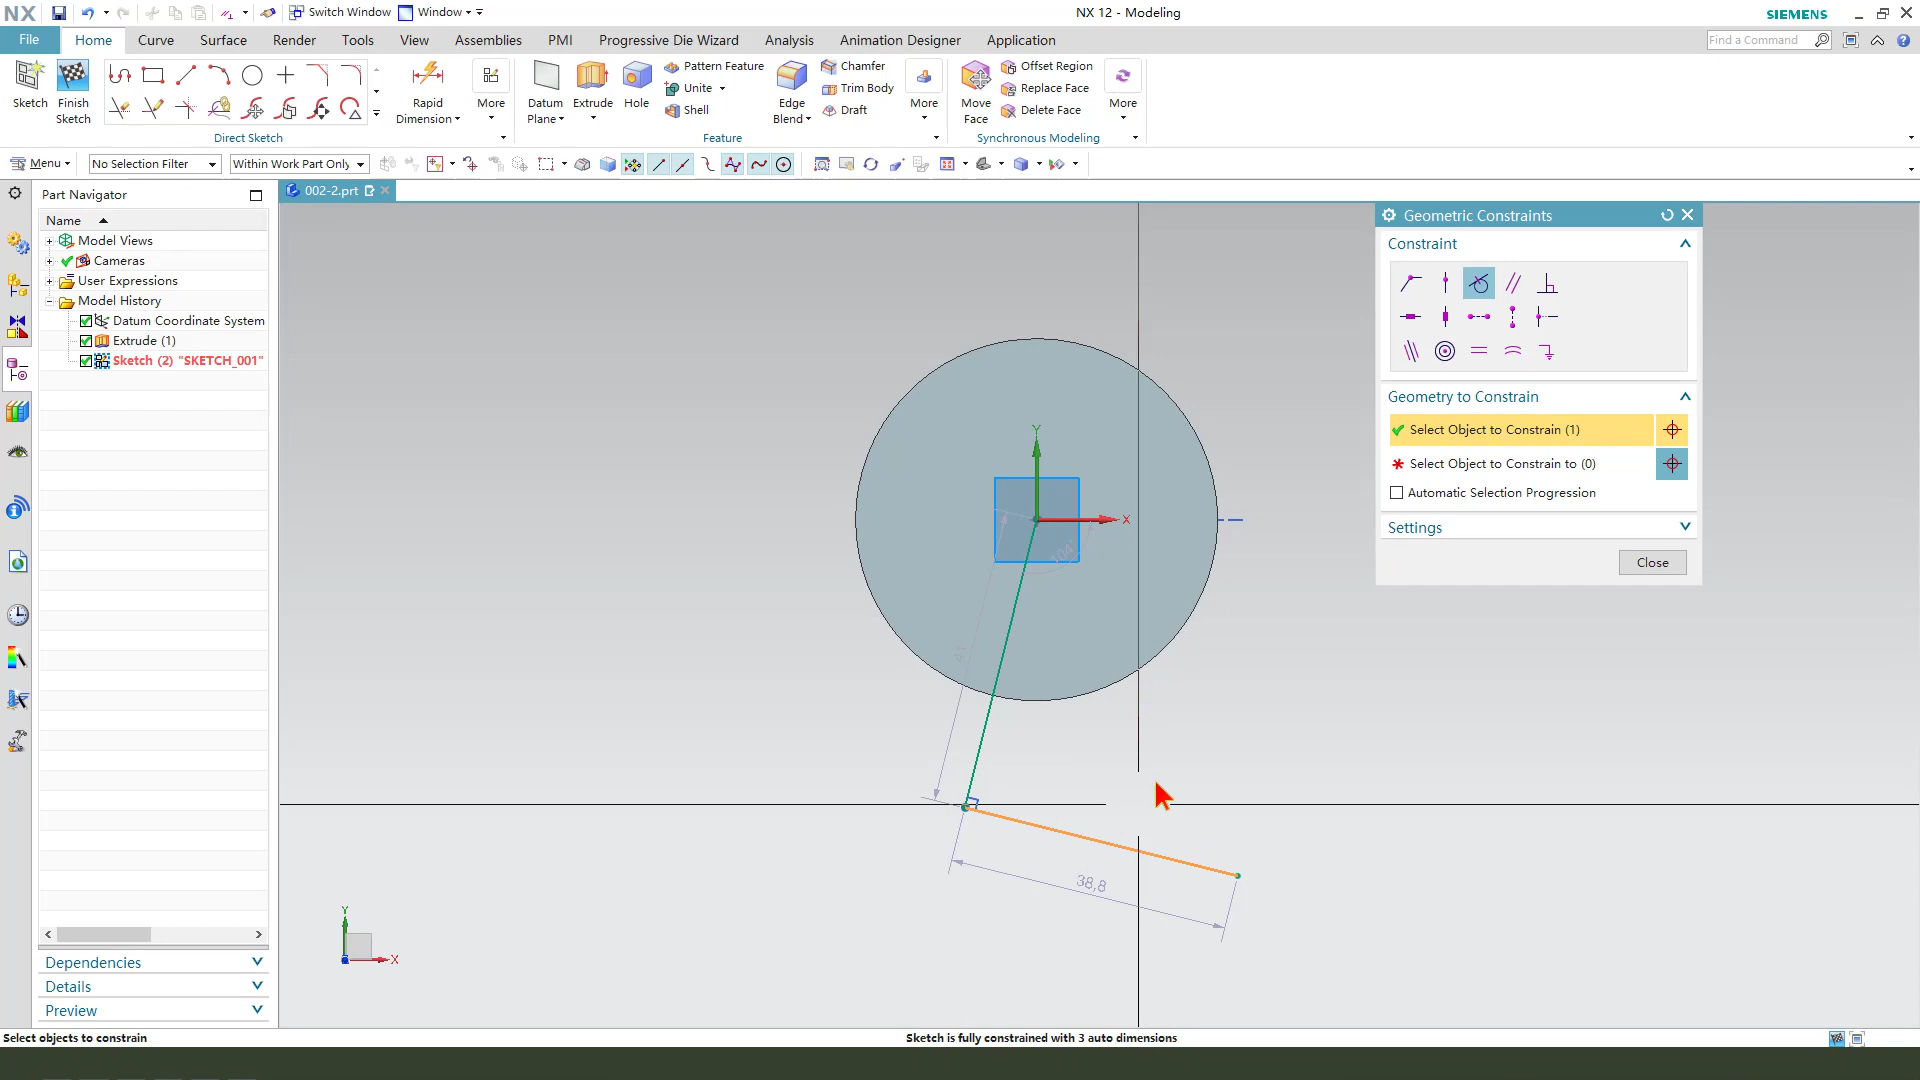 NX
Switch Window
Window
NX 12 - Modeling
SIEMENS
File
Home
Curve
Surface
Render
Tools
View
Assemblies
PMI
Progressive Die Wizard
Analysis
Animation Designer
Application
Find a Command
Sketch
Finish
Sketch
Direct Sketch
Rapid
Dimension
More
Datum
Plane
Extrude
Hole
Pattern Feature
Unite
Shell
Edge
Blend
Chamfer
Trim Body
Draft
More
Feature
Move
Face
Offset Region
Replace Face
Delete Face
More
Synchronous Modeling
Menu
No Selection Filter
Within Work Part Only
Part Navigator
002-2.prt
Name
Model Views
Cameras
User Expressions
Model History
Datum Coordinate System
Extrude (1)
Sketch (2) "SKETCH_001"
Dependencies
Details
Preview
Geometric Constraints
Constraint
Geometry to Constrain
Select Object to Constrain (1)
Select Object to Constrain to (0)
Automatic Selection Progression
Settings
Close
Y
X
104°
38,8
Y
X
Select objects to constrain
Sketch is fully constrained with 3 auto dimensions